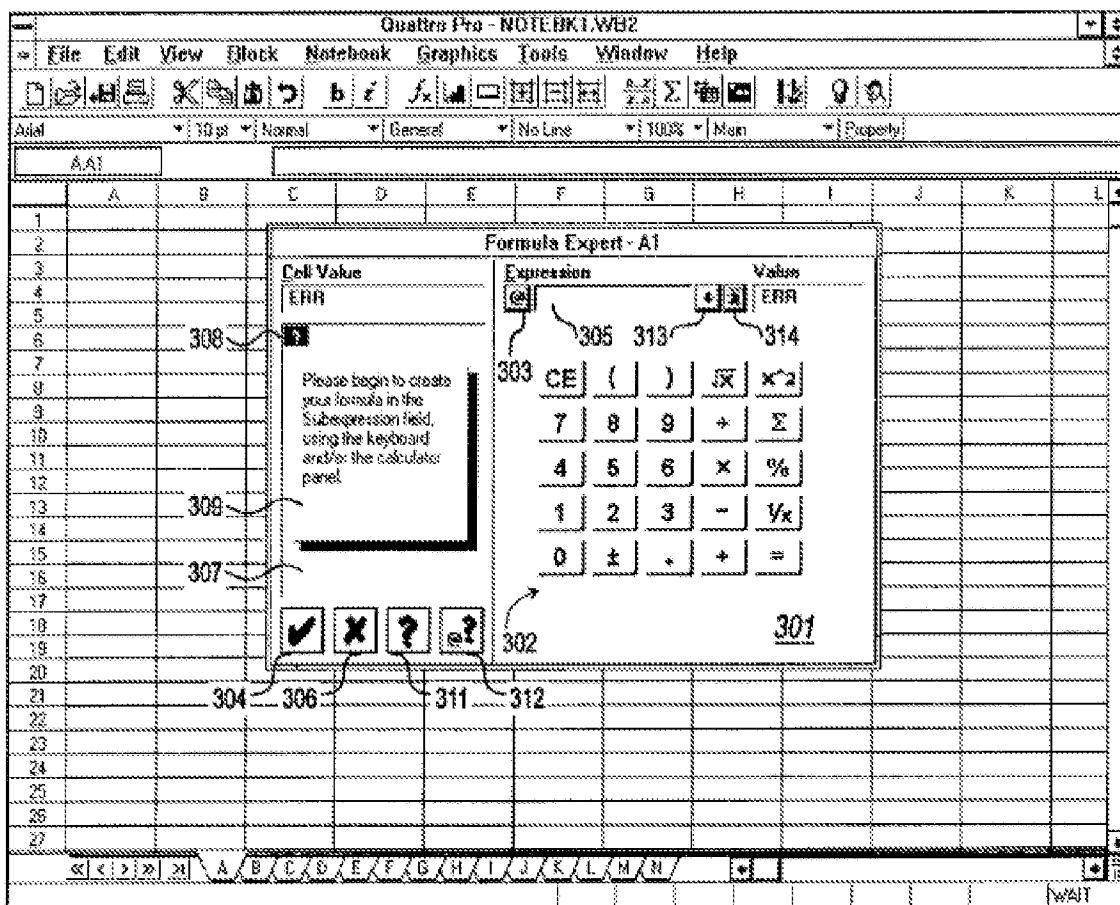 Quattro Pro - NOTEBK1.WB2
File Edit View Block Notebook Graphics Tools Window Help
b i fx Σ
Arial 10 pt Normal General No Line 100% Main Property
A:A1
A B C D E F G H I J K L
1
2
3
4
5
6
7
8
9
10
11
12
13
14
15
16
17
18
19
20
21
22
23
24
25
26
27
Formula Expert - A1
Cell Value
ERR
308
?
Please begin to create
your formula in the
Subexpression field,
using the keyboard
and/or the calculator
panel.
309
307
304 306 311 312
✔ ✘ ? @?
Expression Value
@ ERR
303 305 313 314
CE ( ) √x x^2
7 8 9 ÷ Σ
4 5 6 × %
1 2 3 - 1/x
0 ± . + =
302
301
A B C D E F G H I J K L M N
WAIT